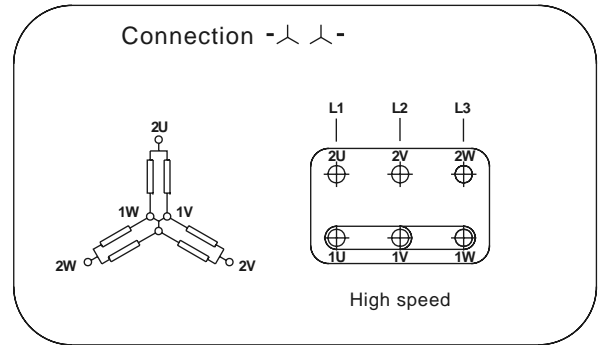 Connection
L1 L2 L3
2U
2U 2V 2W
1W 1V
2W 2V
1U 1V 1W
High speed